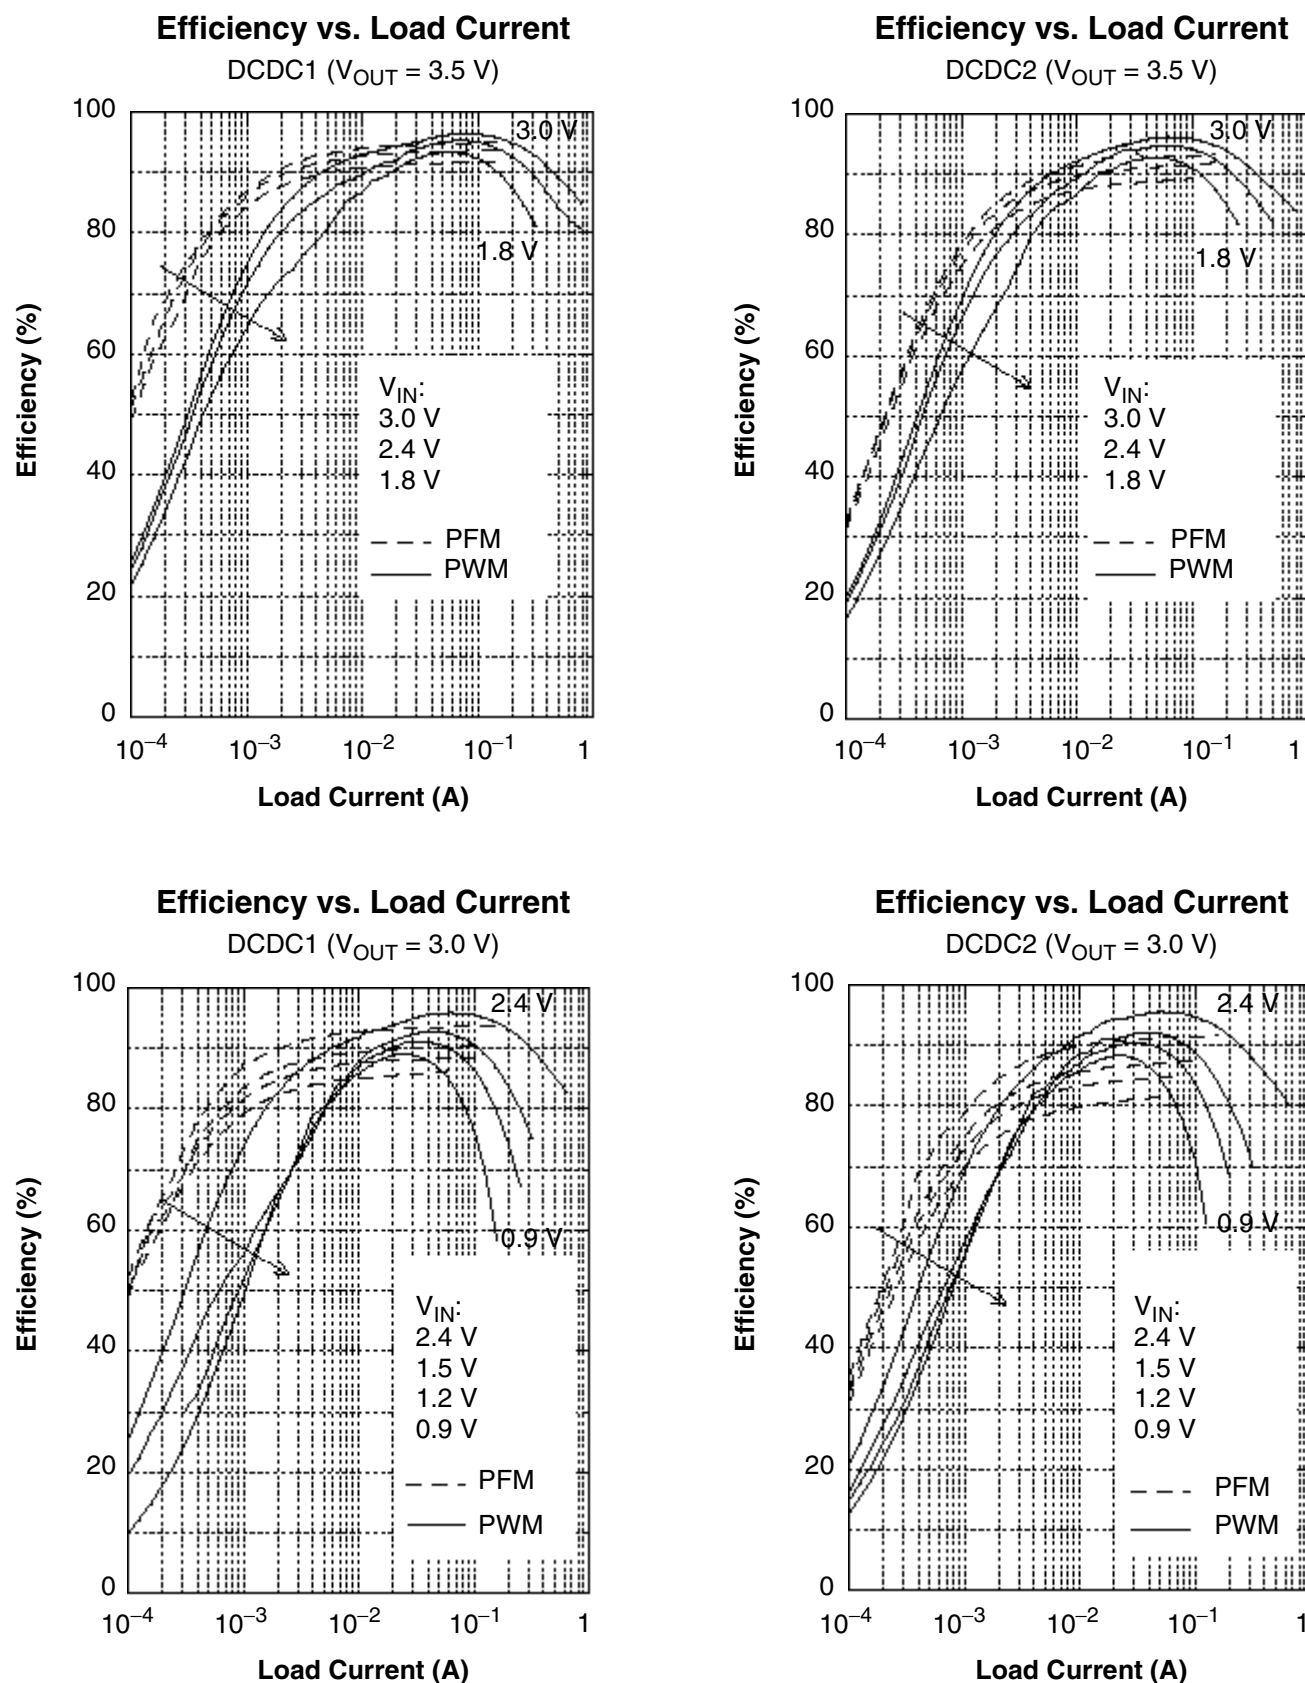 Efficiency vs. Load Current
DCDC1 (VOUT = 3.5 V)
100
80
60
40
20
0
Efficiency (%)
3.0 V
1.8 V
VIN:
3.0 V
2.4 V
1.8 V
PFM
PWM
10–4 10–3 10–2 10–1 1
Load Current (A)
Efficiency vs. Load Current
DCDC2 (VOUT = 3.5 V)
100
80
60
40
20
0
Efficiency (%)
3.0 V
1.8 V
VIN:
3.0 V
2.4 V
1.8 V
PFM
PWM
10–4 10–3 10–2 10–1 1
Load Current (A)
Efficiency vs. Load Current
DCDC1 (VOUT = 3.0 V)
100
80
60
40
20
0
Efficiency (%)
2.4 V
0.9 V
VIN:
2.4 V
1.5 V
1.2 V
0.9 V
PFM
PWM
10–4 10–3 10–2 10–1 1
Load Current (A)
Efficiency vs. Load Current
DCDC2 (VOUT = 3.0 V)
100
80
60
40
20
0
Efficiency (%)
2.4 V
0.9 V
VIN:
2.4 V
1.5 V
1.2 V
0.9 V
PFM
PWM
10–4 10–3 10–2 10–1 1
Load Current (A)